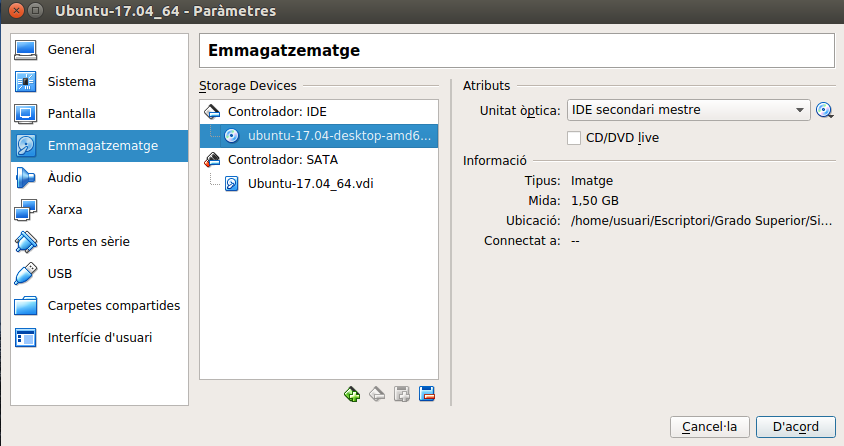 Ubuntu-17.04_64 - Paràmetres
General
Sistema
Pantalla
Emmagatzematge
Àudio
Xarxa
Ports en sèrie
USB
Carpetes compartides
Interfície d'usuari
Emmagatzematge
Storage Devices
Controlador: IDE
ubuntu-17.04-desktop-amd6...
Controlador: SATA
Ubuntu-17.04_64.vdi
Atributs
Unitat òptica: IDE secondari mestre
CD/DVD live
Informació
Tipus: Imatge
Mida: 1,50 GB
Ubicació: /home/usuari/Escriptori/Grado Superior/Si...
Connectat a: --
Cancel·la
D'acord